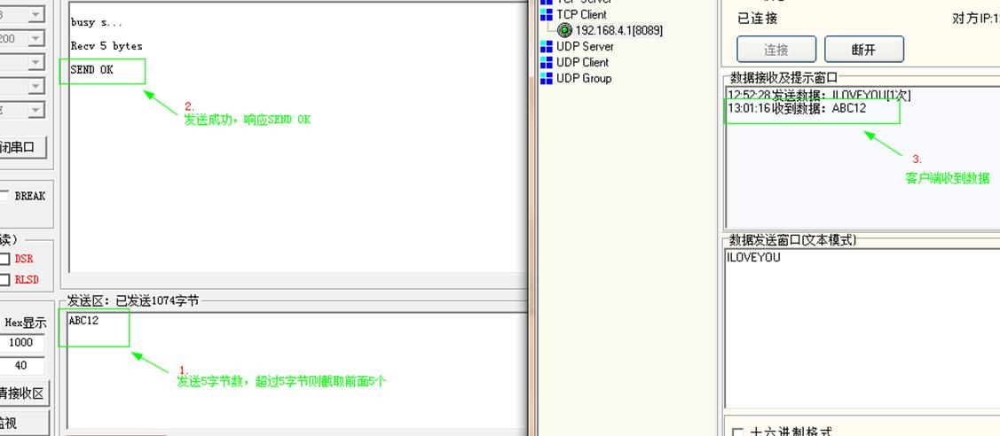 200
闭串口
BREAK
读）
DSR
RLSD
Hex显示
1000
40
清接收区
监视
busy s...
Recv 5 bytes
SEND OK
2.
发送成功，响应SEND OK
发送区：已发送1074字节
ABC12
1.
发送5字节数，超过5字节则截取前面5个
TCP Server
TCP Client
192.168.4.1[8089]
UDP Server
UDP Client
UDP Group
已连接
对方IP:1
连接
断开
数据接收及提示窗口
12:52:28发送数据：ILOVEYOU[1次]
13:01:16收到数据：ABC12
3.
客户端收到数据
数据发送窗口(文本模式)
ILOVEYOU
十六进制格式